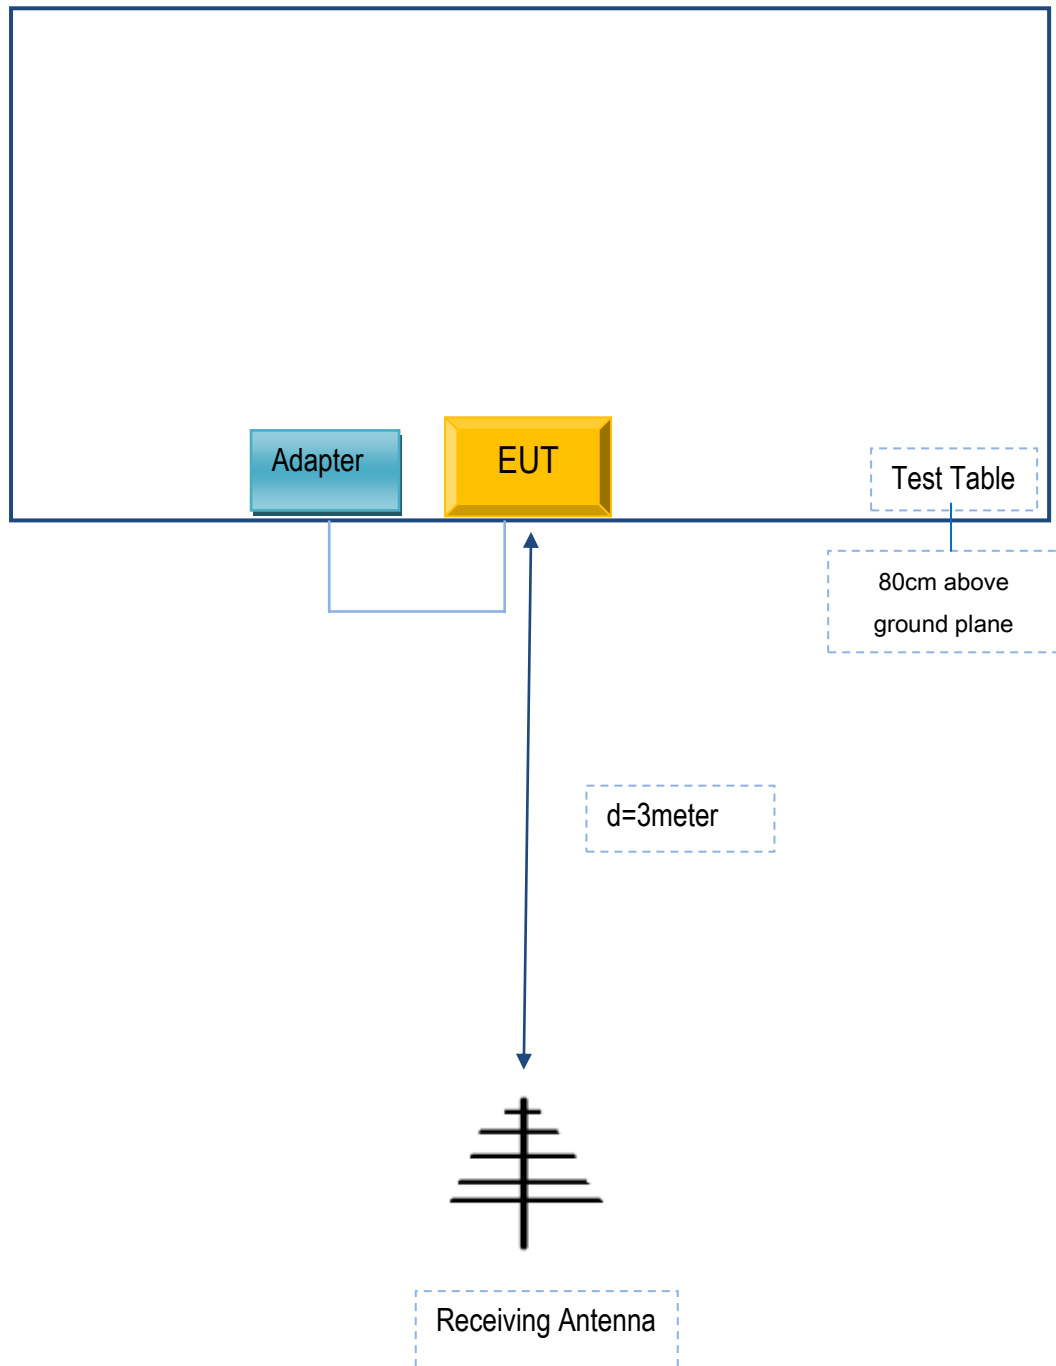 Adapter
EUT
Test Table
80cm above
ground plane
d=3meter
Receiving Antenna